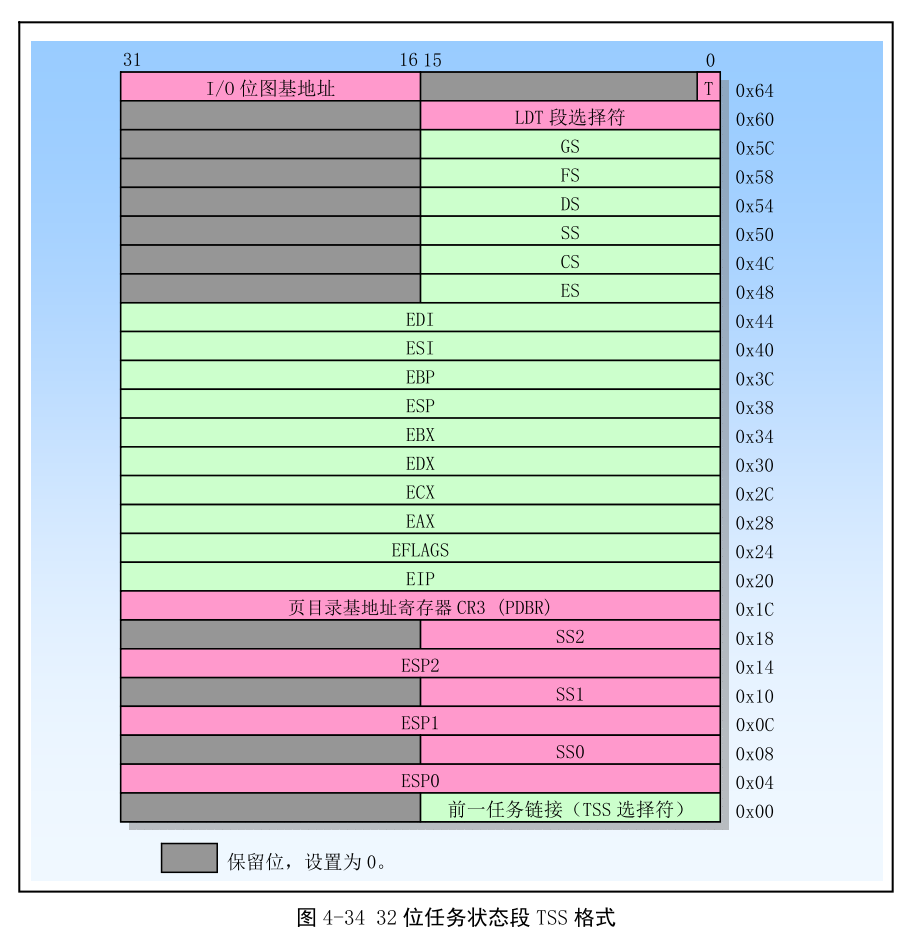 31 16 15 0
I/O 位图基地址 T 0x64
LDT 段选择符 0x60
GS 0x5C
FS 0x58
DS 0x54
SS 0x50
CS 0x4C
ES 0x48
EDI 0x44
ESI 0x40
EBP 0x3C
ESP 0x38
EBX 0x34
EDX 0x30
ECX 0x2C
EAX 0x28
EFLAGS 0x24
EIP 0x20
页目录基地址寄存器 CR3 (PDBR) 0x1C
SS2 0x18
ESP2 0x14
SS1 0x10
ESP1 0x0C
SS0 0x08
ESP0 0x04
前一任务链接（TSS 选择符） 0x00
保留位，设置为 0。
图 4-34 32 位任务状态段 TSS 格式